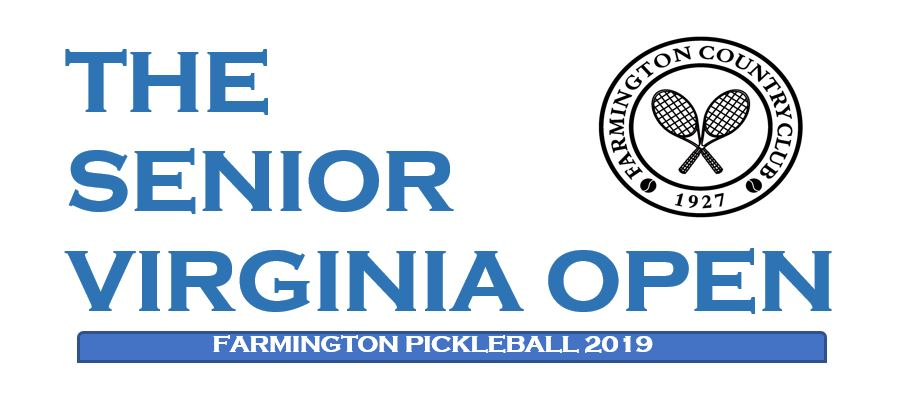 THE
SENIOR
VIRGINIA OPEN
FARMINGTON COUNTRY CLUB
1927
FARMINGTON PICKLEBALL 2019